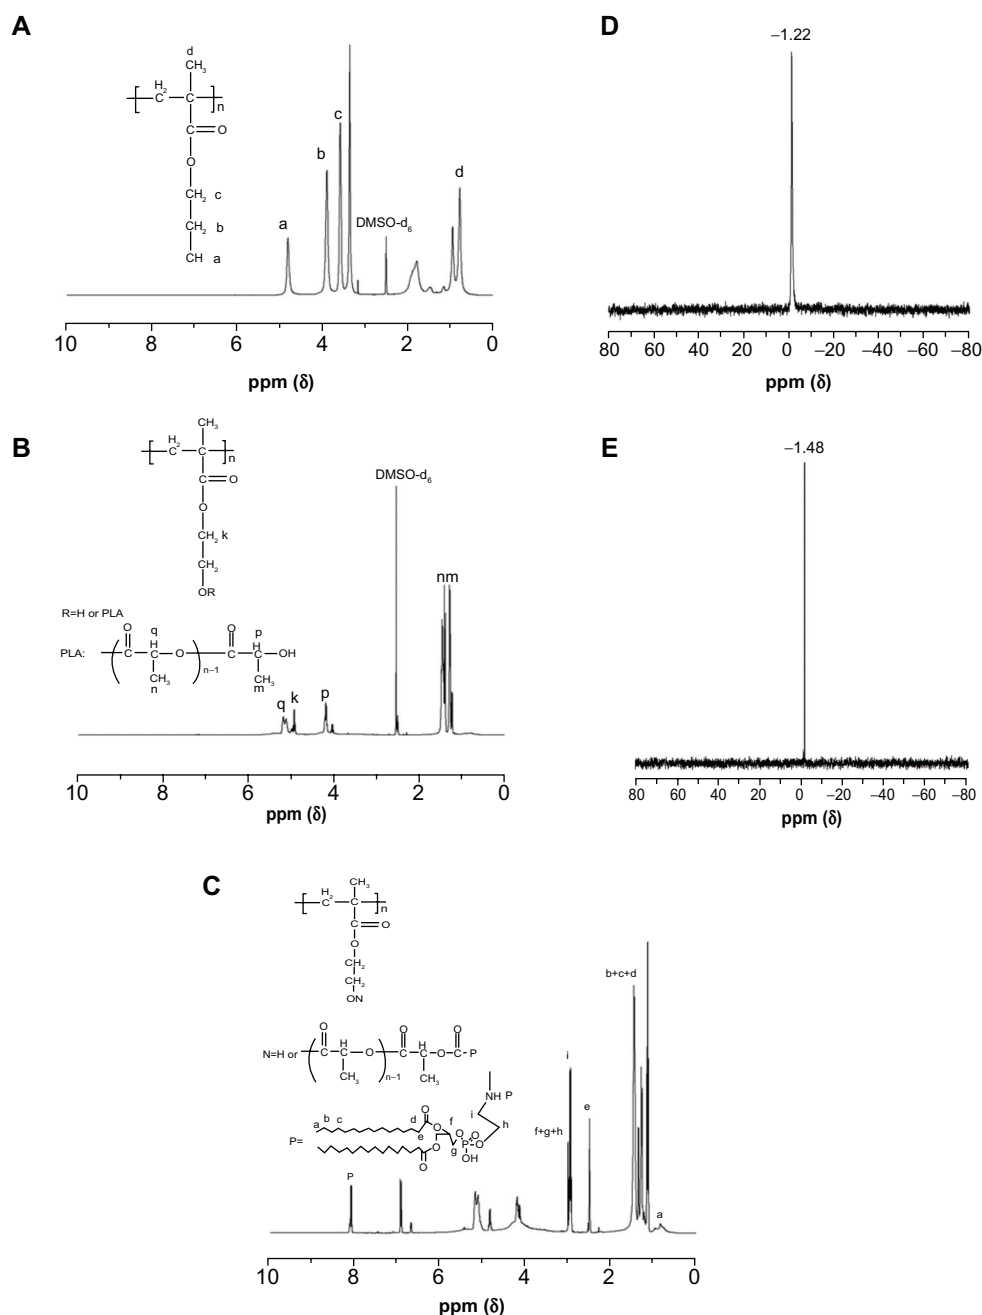 A
d
CH3
H2
C
C
n
C
O
O
CH2 c
CH2 b
CH a
a
b
c
DMSO-d6
d
10 8 6 4 2 0
ppm (δ)
D
−1.22
80 60 40 20 0 −20 −40 −60 −80
ppm (δ)
B
CH3
H2
C
C
n
C
O
O
CH2 k
CH2
OR
R=H or PLA
PLA:
O
q
H
C
C
O
CH3
n
n−1
O
p
H
C
C
OH
CH3
m
q
k
p
DMSO-d6
nm
10 8 6 4 2 0
ppm (δ)
E
−1.48
80 60 40 20 0 −20 −40 −60 −80
ppm (δ)
C
CH3
H2
C
C
n
C
O
O
CH2
CH2
ON
N=H or
O
H
C
C
O
CH3
n−1
O
O
H
C
C
O
C
P
CH3
NH P
i
h
P=
a b c d
e
O
O
f
g
O
O
P
O
OH
O
O
P
i
f+g+h
e
b+c+d
a
10 8 6 4 2 0
ppm (δ)